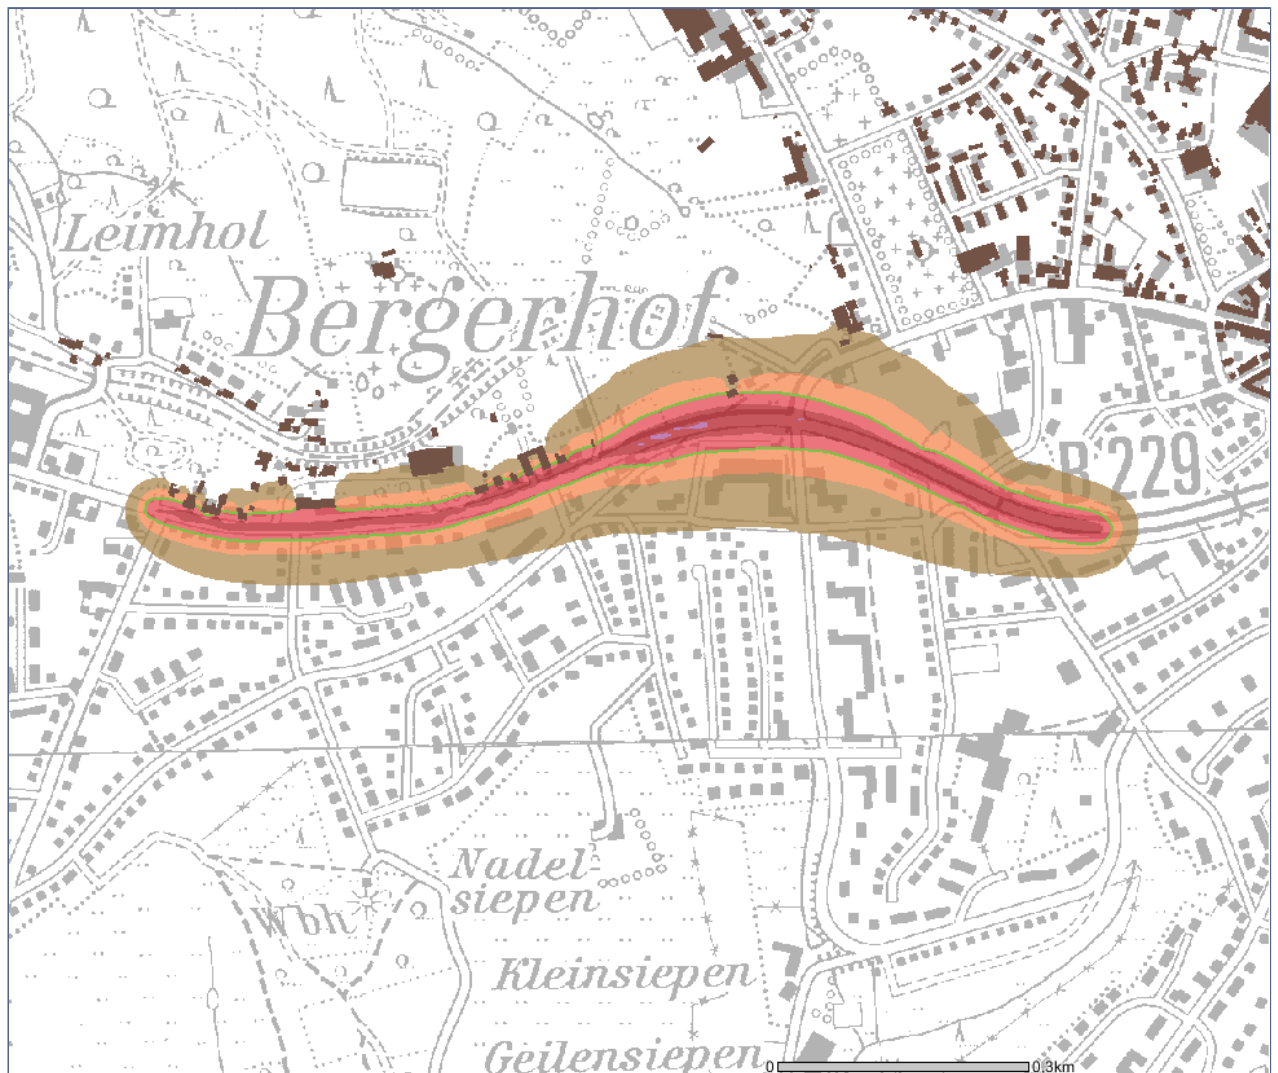 Leimhol
Bergerhof
B 229
Nadel-
siepen
Wbh
Kleinsiepen
Geilensiepen
0 0.3km